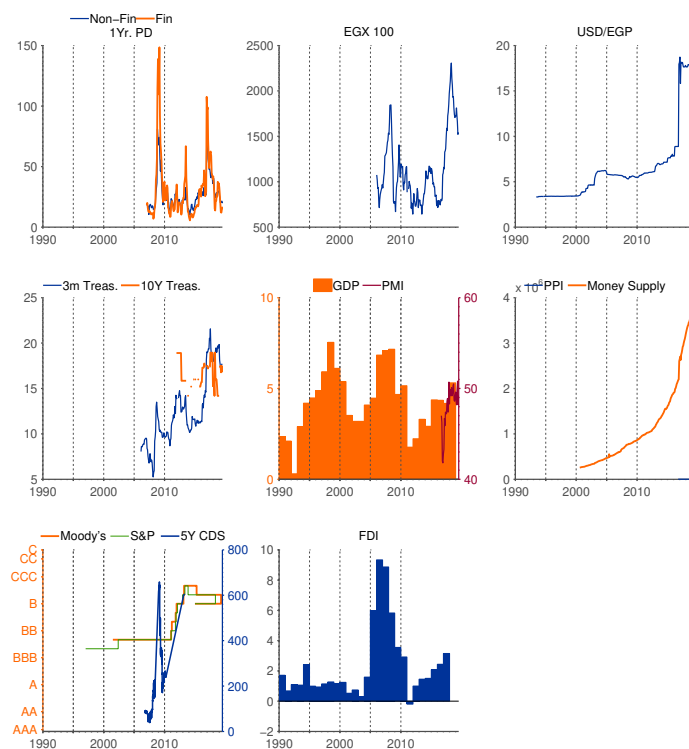 Non-Fin Fin
1Yr. PD
EGX 100
USD/EGP
150
100
50
0
1990 2000 2010
2500
2000
1500
1000
500
1990 2000 2010
20
15
10
5
0
1990 2000 2010
3m Treas. 10Y Treas.
GDP PMI
x 10^6 PPI Money Supply
25
20
15
10
5
1990 2000 2010
10
5
0
60
50
40
1990 2000 2010
4
3
2
1
0
1990 2000 2010
Moody's S&P 5Y CDS
FDI
C
CC
CCC
B
BB
BBB
A
AA
AAA
800
600
400
200
0
1990 2000 2010
10
8
6
4
2
0
−2
1990 2000 2010